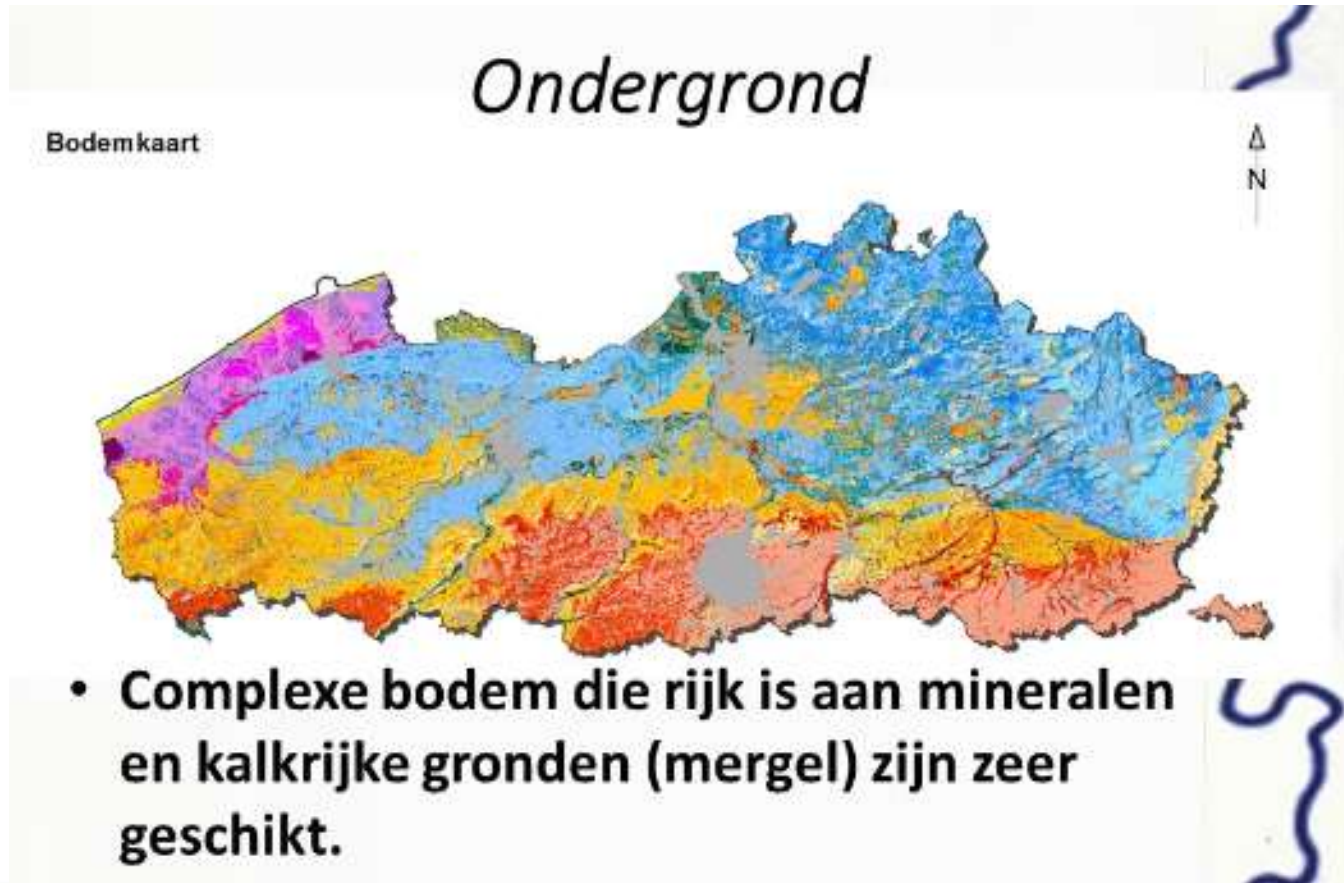 Ondergrond
Bodemkaart
N
• Complexe bodem die rijk is aan mineralen
en kalkrijke gronden (mergel) zijn zeer
geschikt.